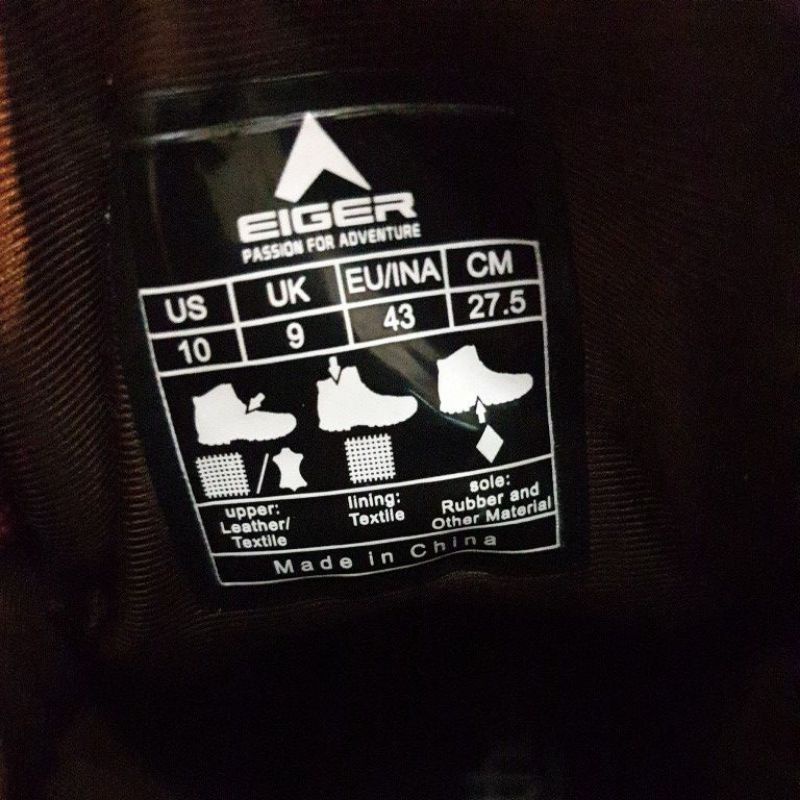 EIGER
PASSION FOR ADVENTURE
US UK EU/INA CM
10 9 43 27.5
upper: lining: sole:
Leather/ Textile Rubber and
Textile Other Material
Made in China